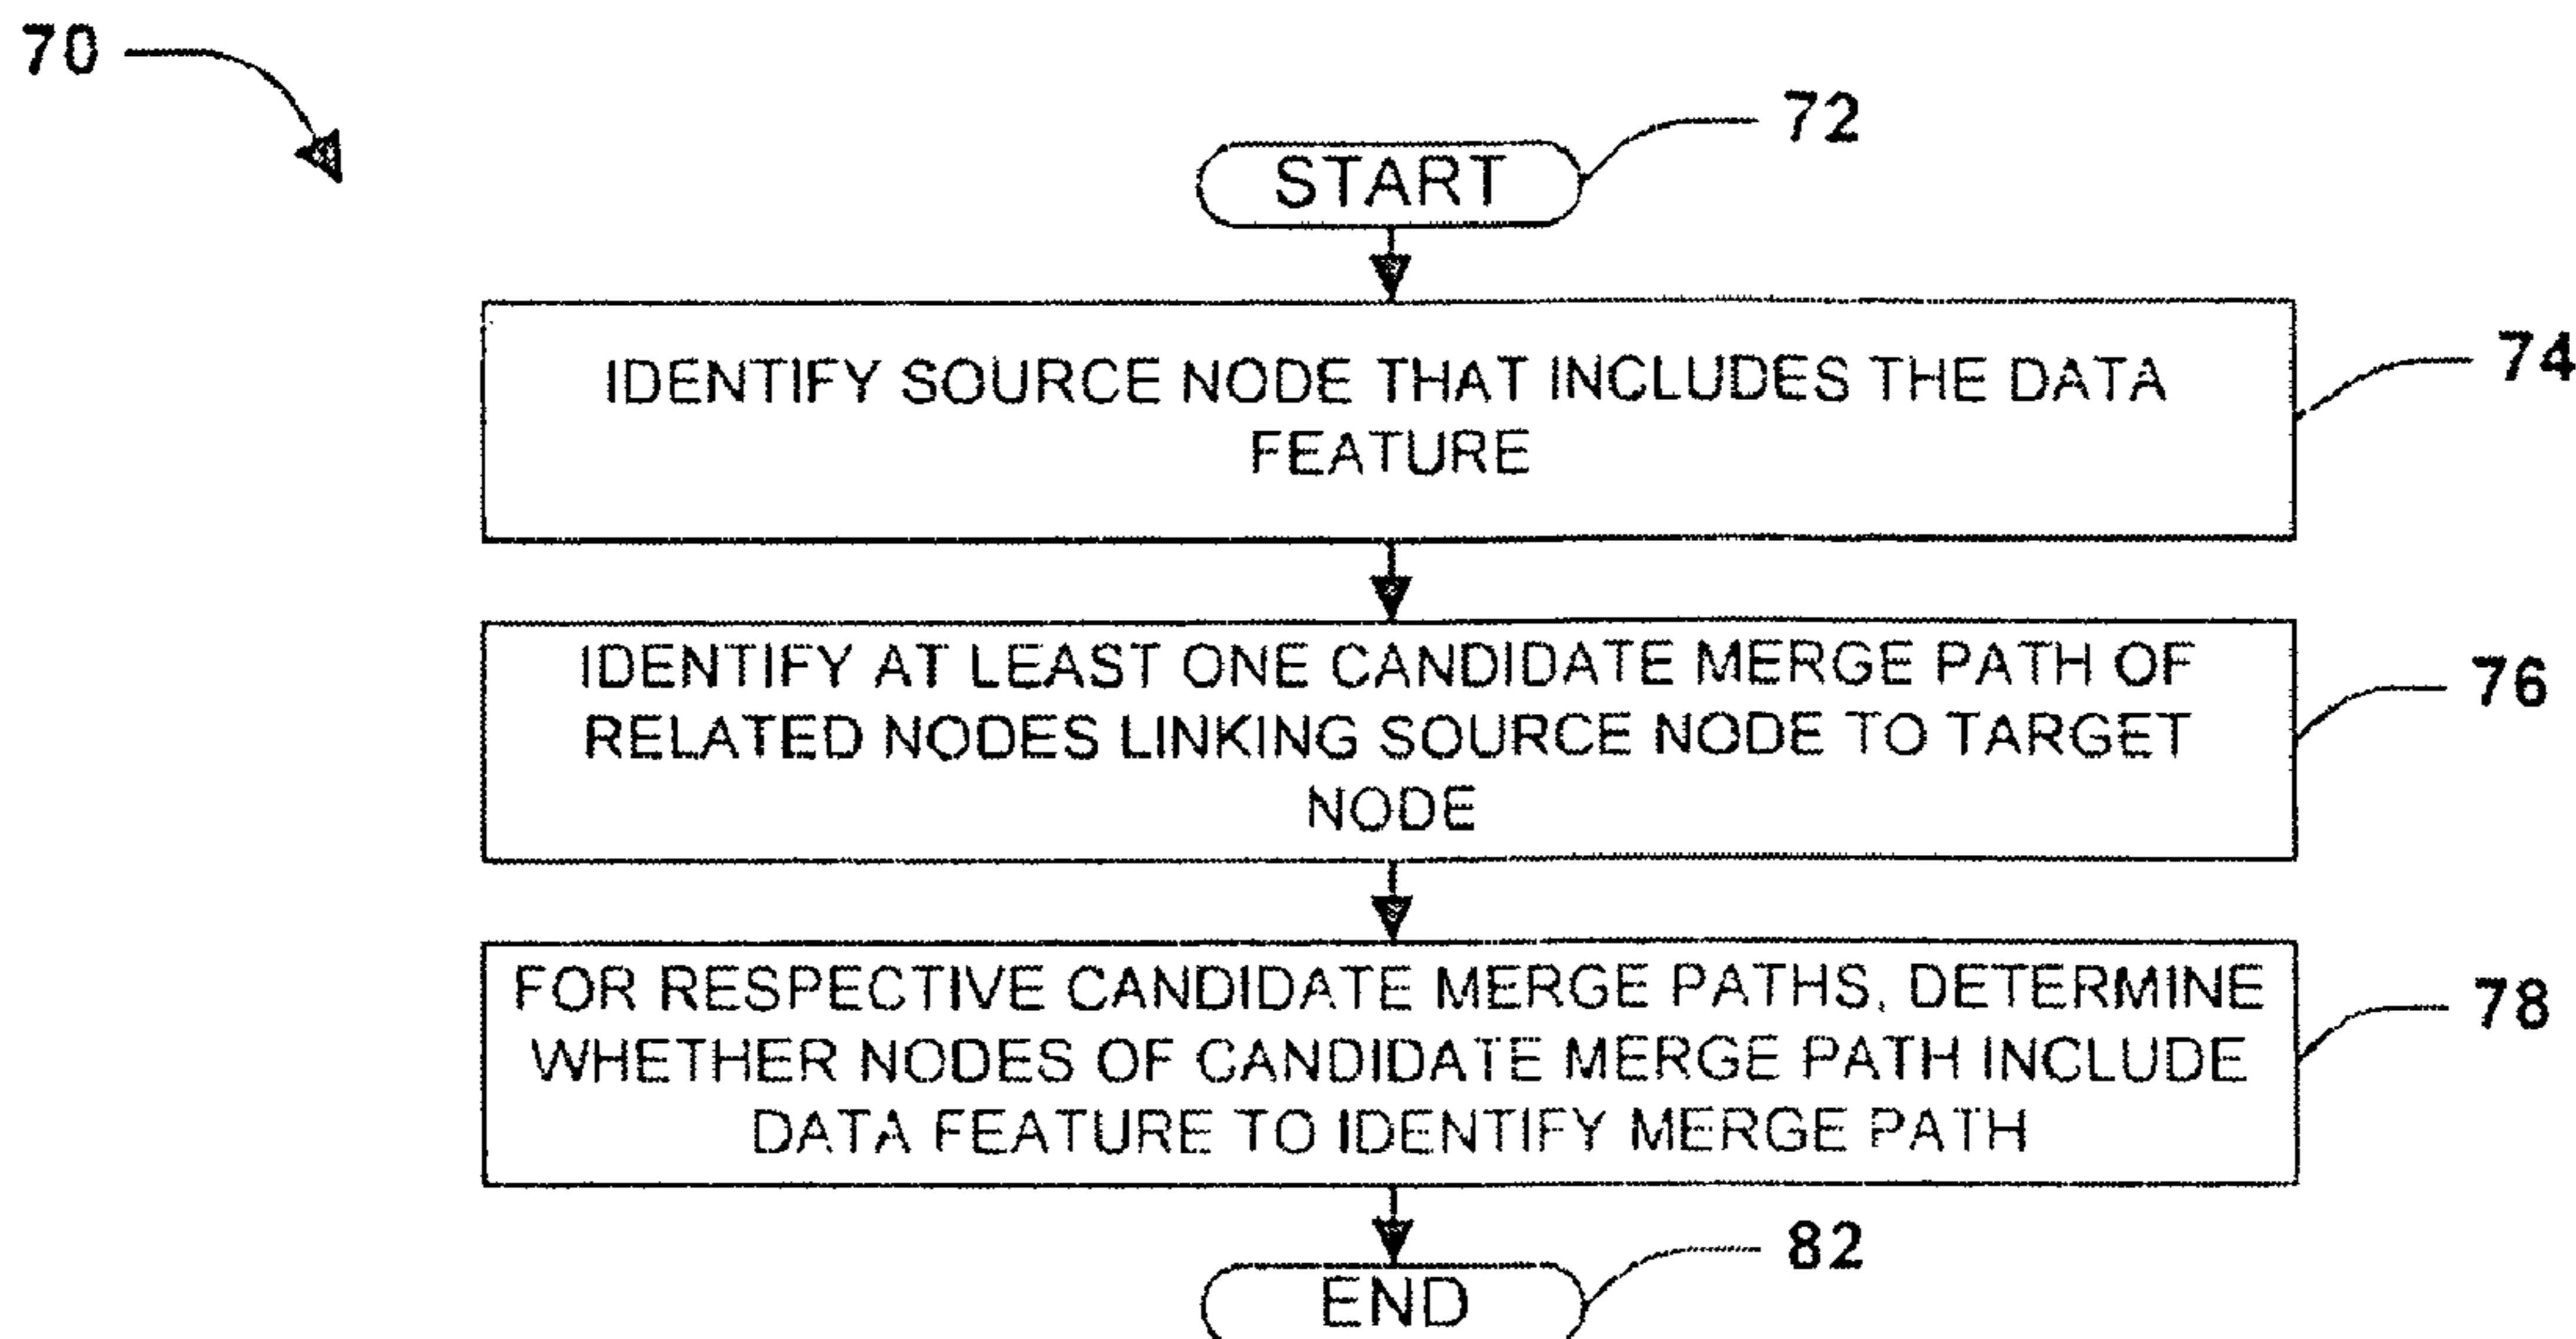 70
72
START
IDENTIFY SOURCE NODE THAT INCLUDES THE DATA
FEATURE
74
IDENTIFY AT LEAST ONE CANDIDATE MERGE PATH OF
RELATED NODES LINKING SOURCE NODE TO TARGET
NODE
76
FOR RESPECTIVE CANDIDATE MERGE PATHS, DETERMINE
WHETHER NODES OF CANDIDATE MERGE PATH INCLUDE
DATA FEATURE TO IDENTIFY MERGE PATH
78
82
END